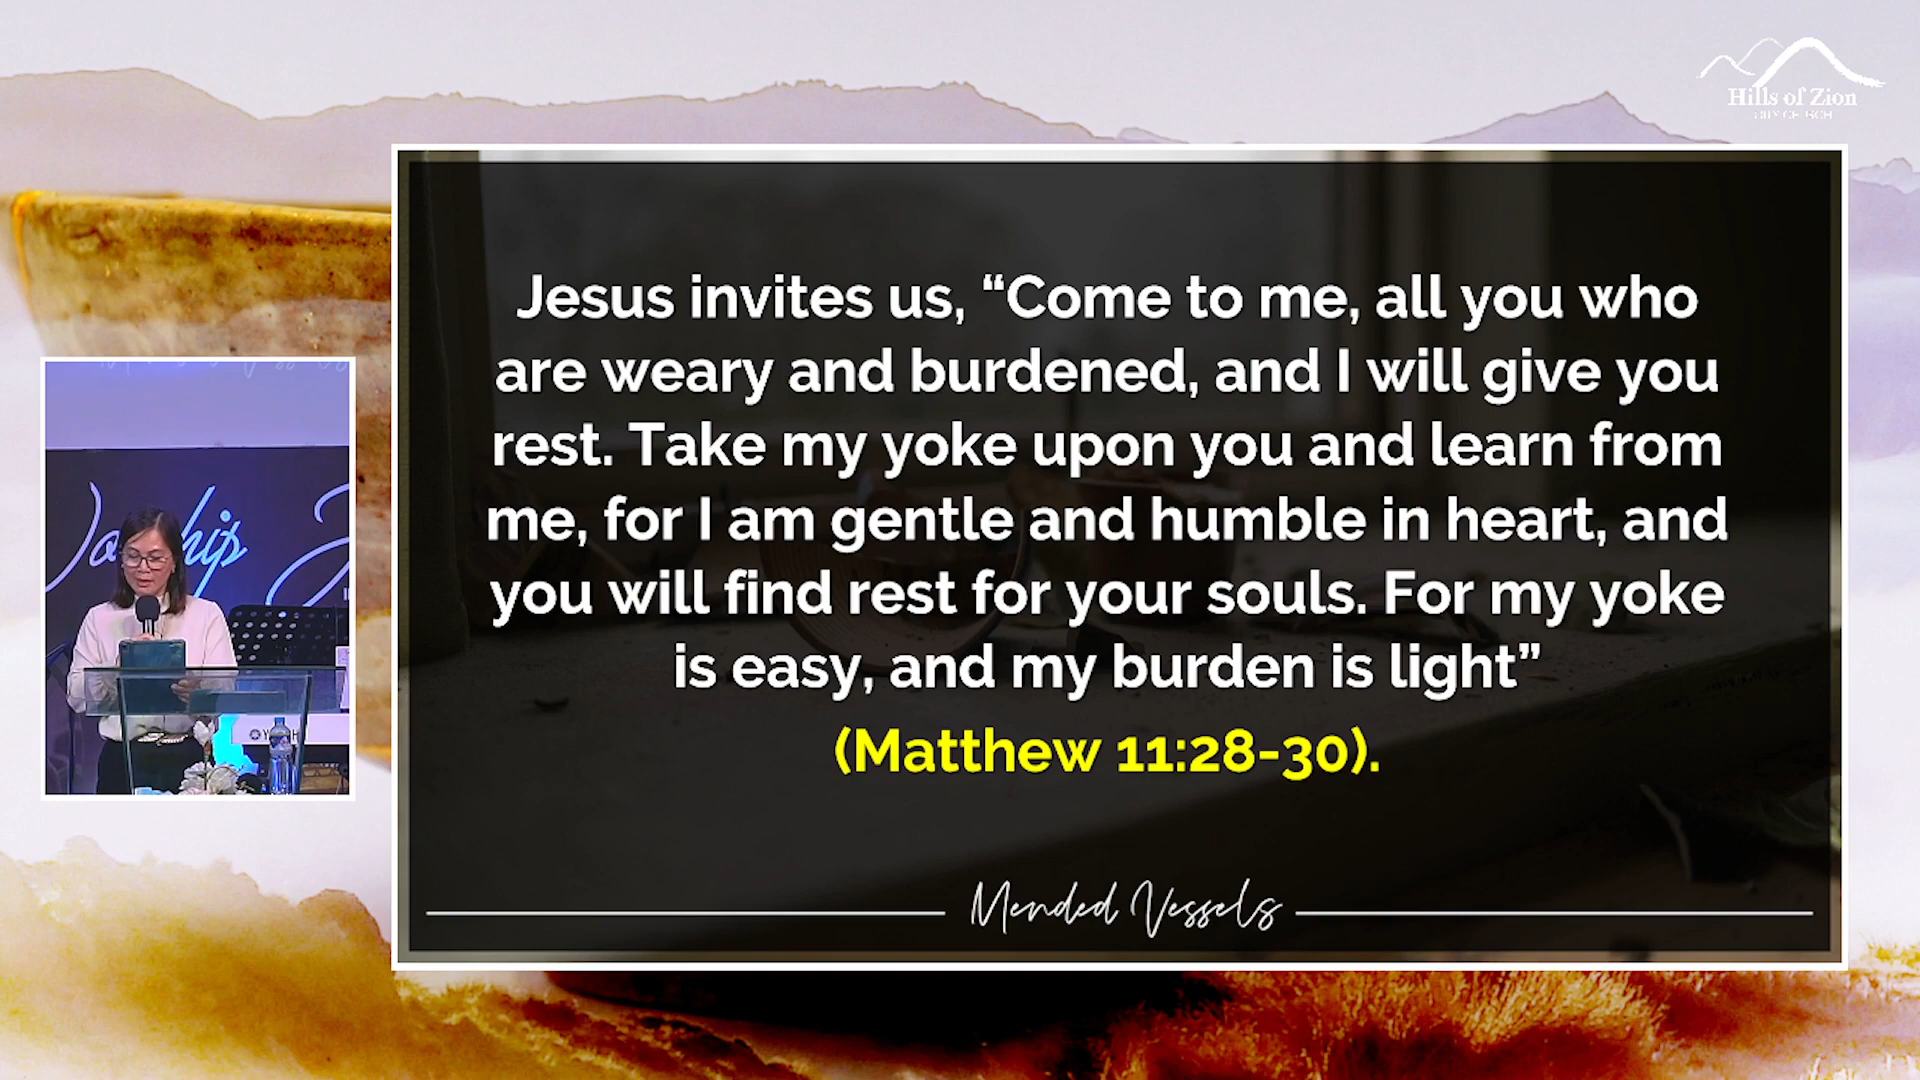 Hills of Zion
CITY CHURCH
Jesus invites us, “Come to me, all you who
are weary and burdened, and I will give you
rest. Take my yoke upon you and learn from
me, for I am gentle and humble in heart, and
you will find rest for your souls. For my yoke
is easy, and my burden is light”
(Matthew 11:28-30).
Mended Vessels